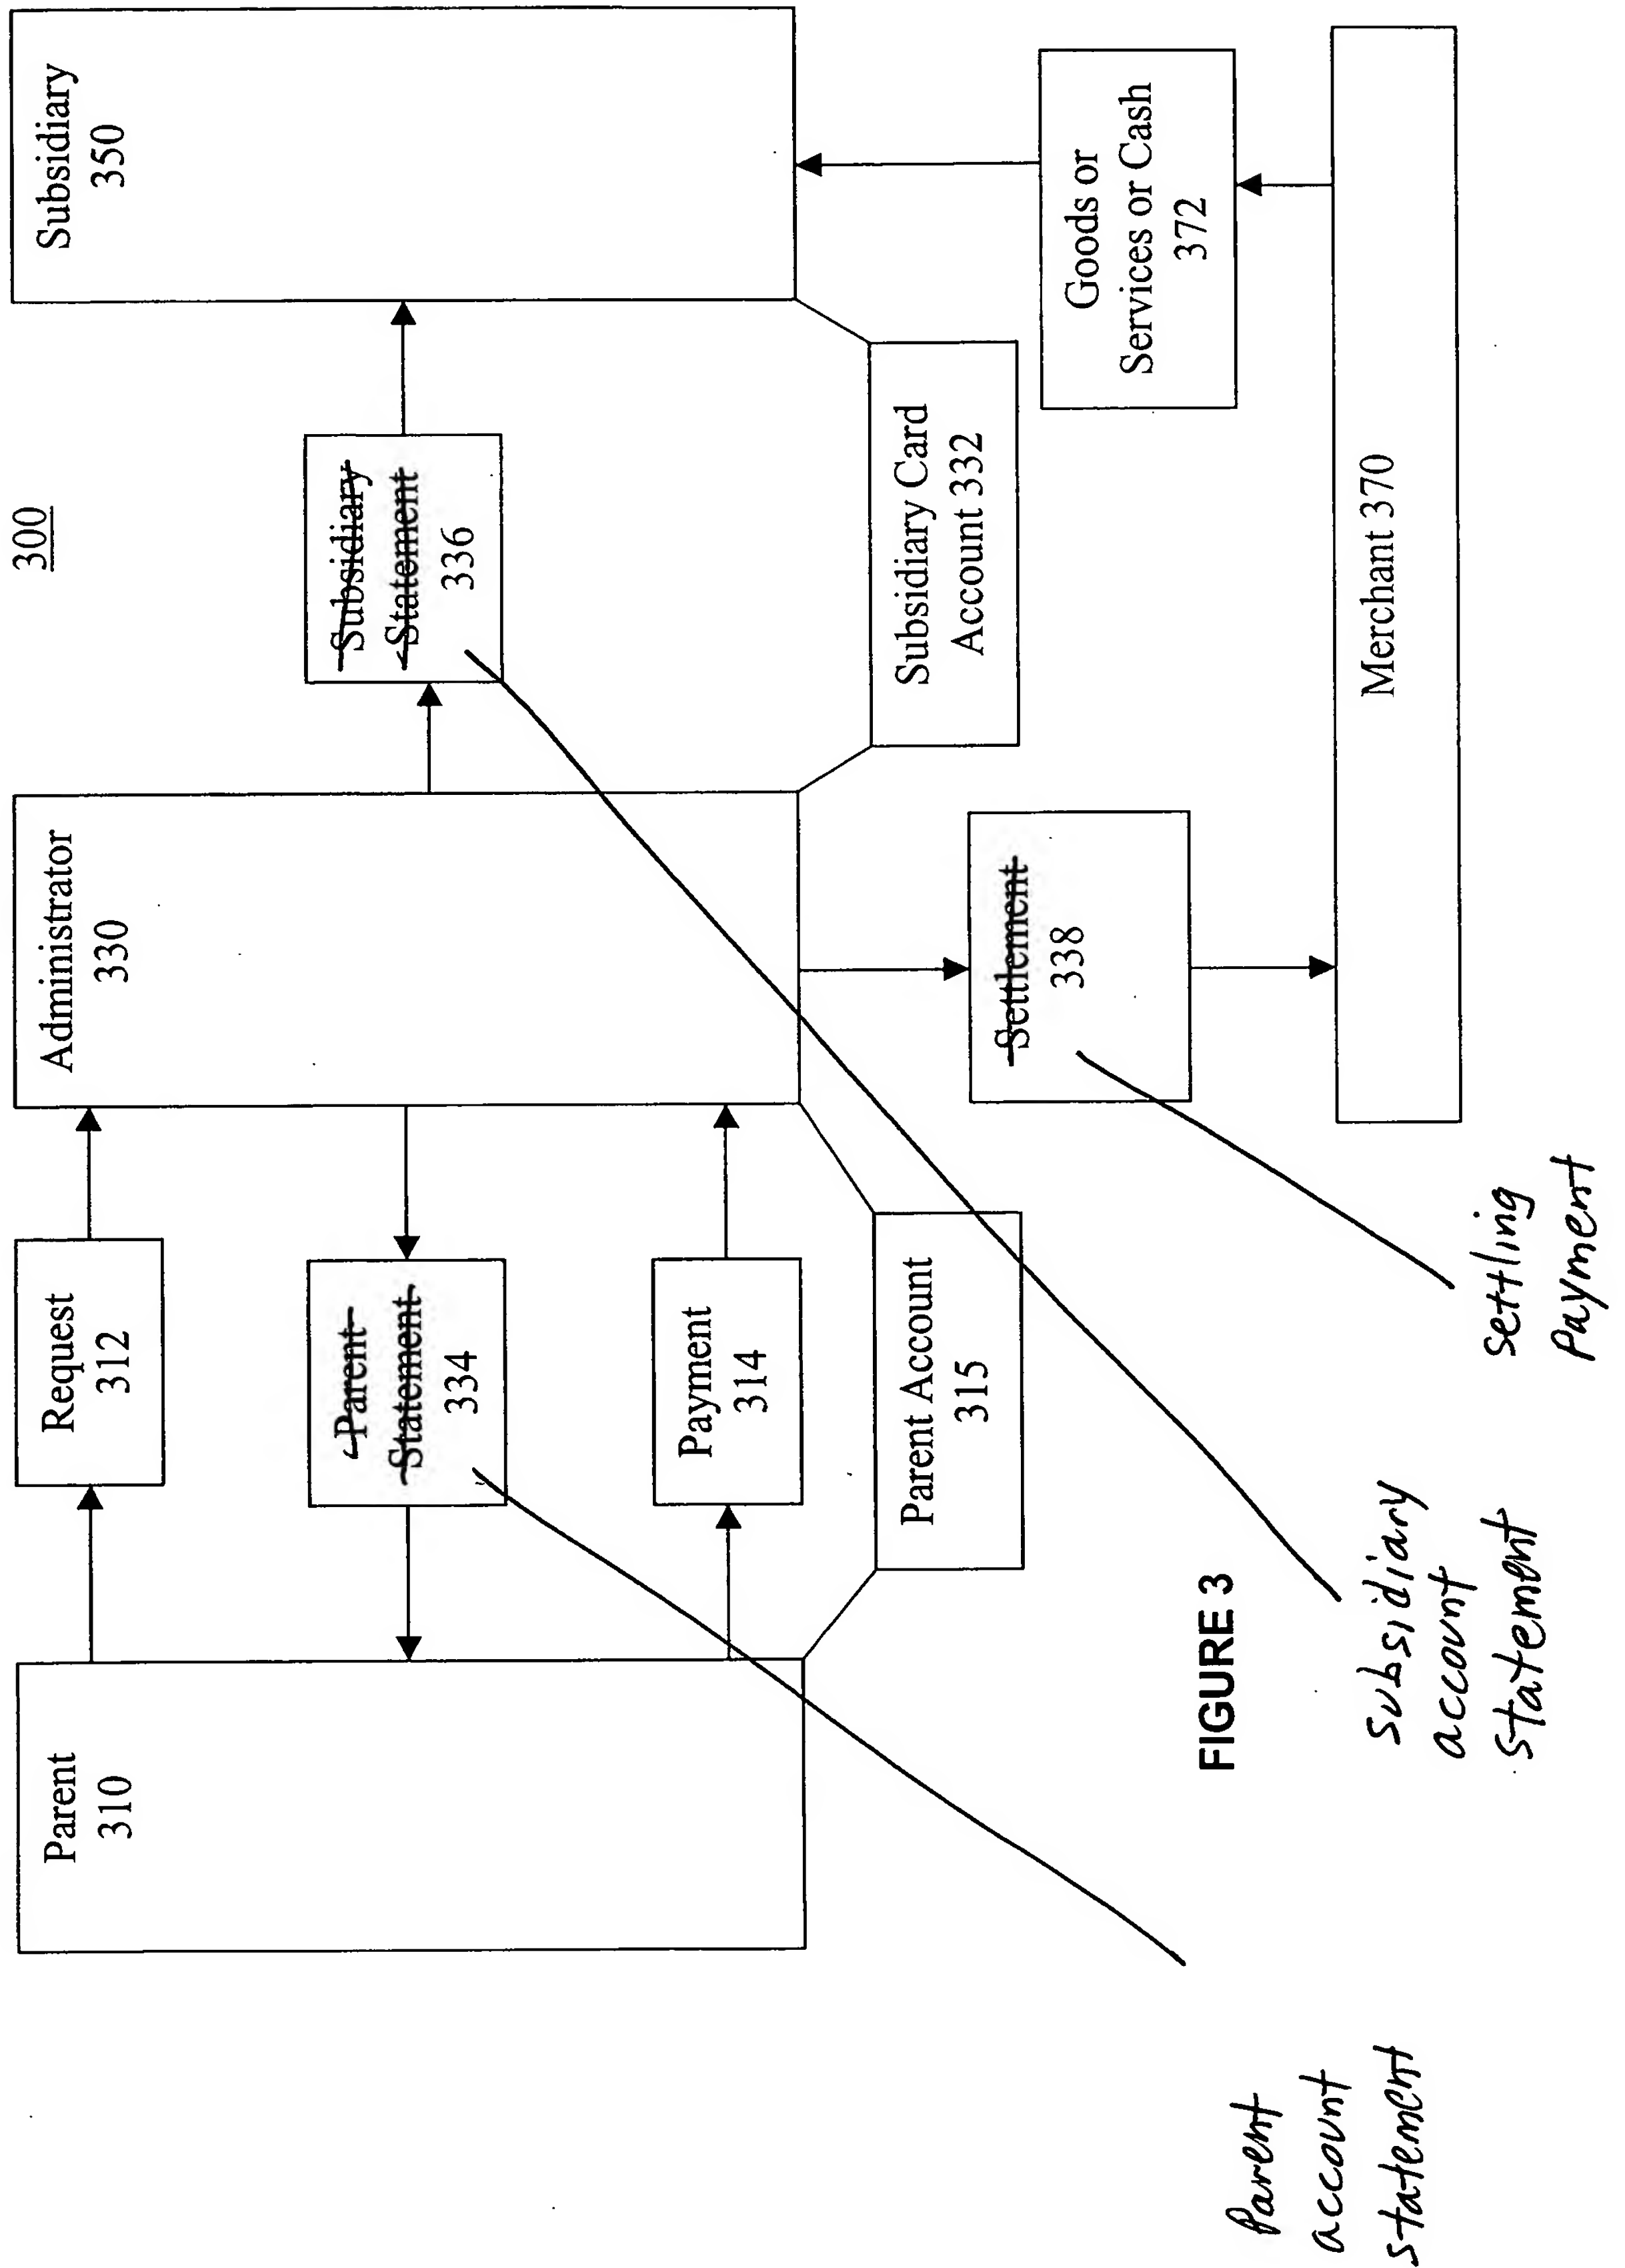 300
Parent
310
Request
312
Parent
Statement
334
Payment
314
Parent Account
315
Administrator
330
Subsidiary
Statement
336
Subsidiary
350
Subsidiary Card
Account 332
Settlement
338
Goods or
Services or Cash
372
Merchant 370
FIGURE 3
Parent
account
statement
subsidiary
account
statement
settling
Payment